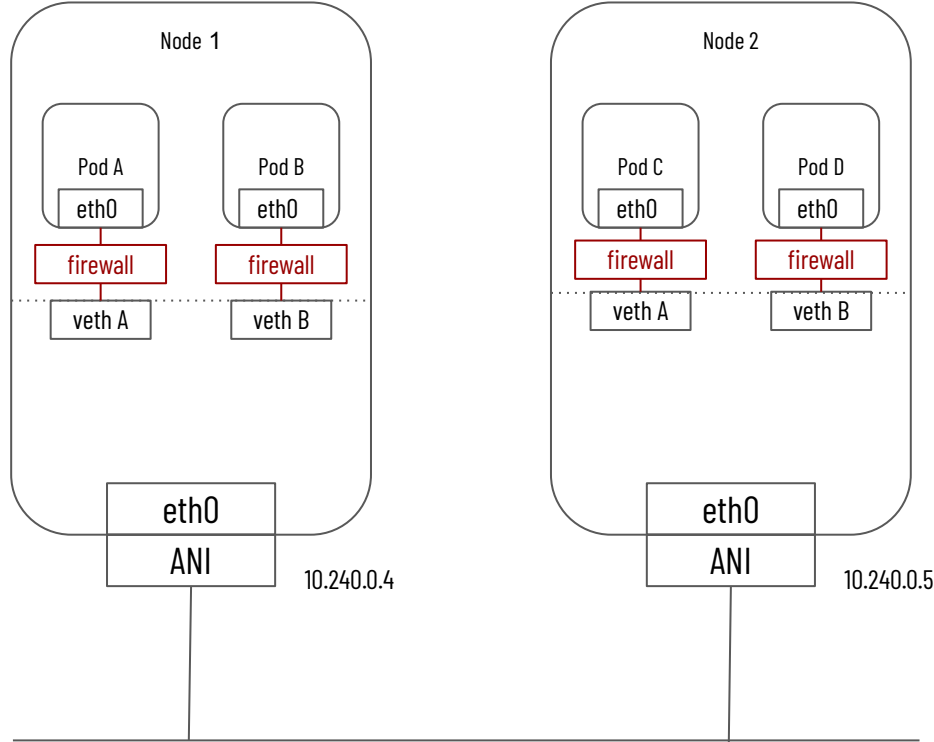 Node 1
Pod A
Pod B
eth0
eth0
firewall
firewall
veth A
veth B
eth0
ANI
10.240.0.4
Node 2
Pod C
Pod D
eth0
eth0
firewall
firewall
veth A
veth B
eth0
ANI
10.240.0.5